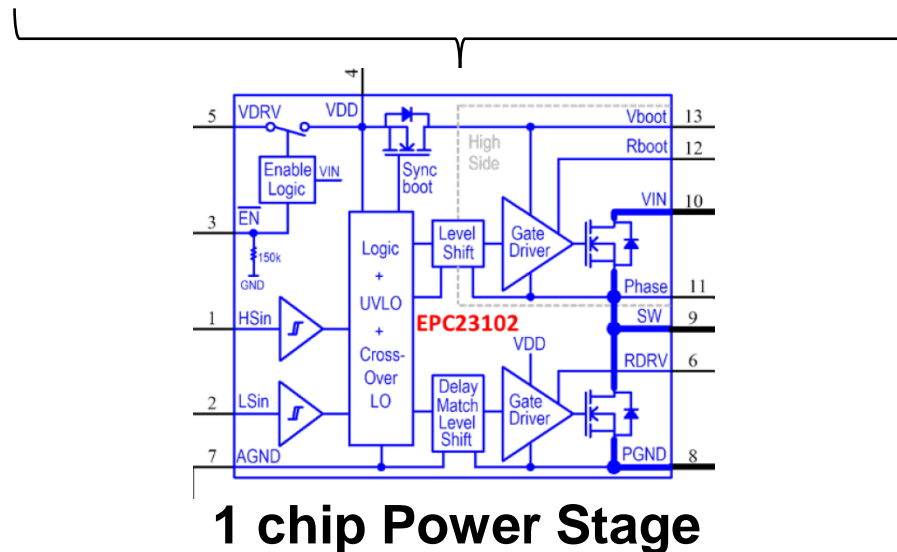 4
5 VDRV VDD Vboot 13
High
Side
Rboot 12
Enable
Logic
VIN
Sync
boot
VIN 10
3 EN
150k
GND
Logic
+
UVLO
+
Cross-
Over
LO
Level
Shift
Gate
Driver
Phase 11
EPC23102
1 HSin
SW 9
VDD
RDRV 6
2 LSin
Delay
Match
Level
Shift
Gate
Driver
7 AGND
PGND 8
1 chip Power Stage